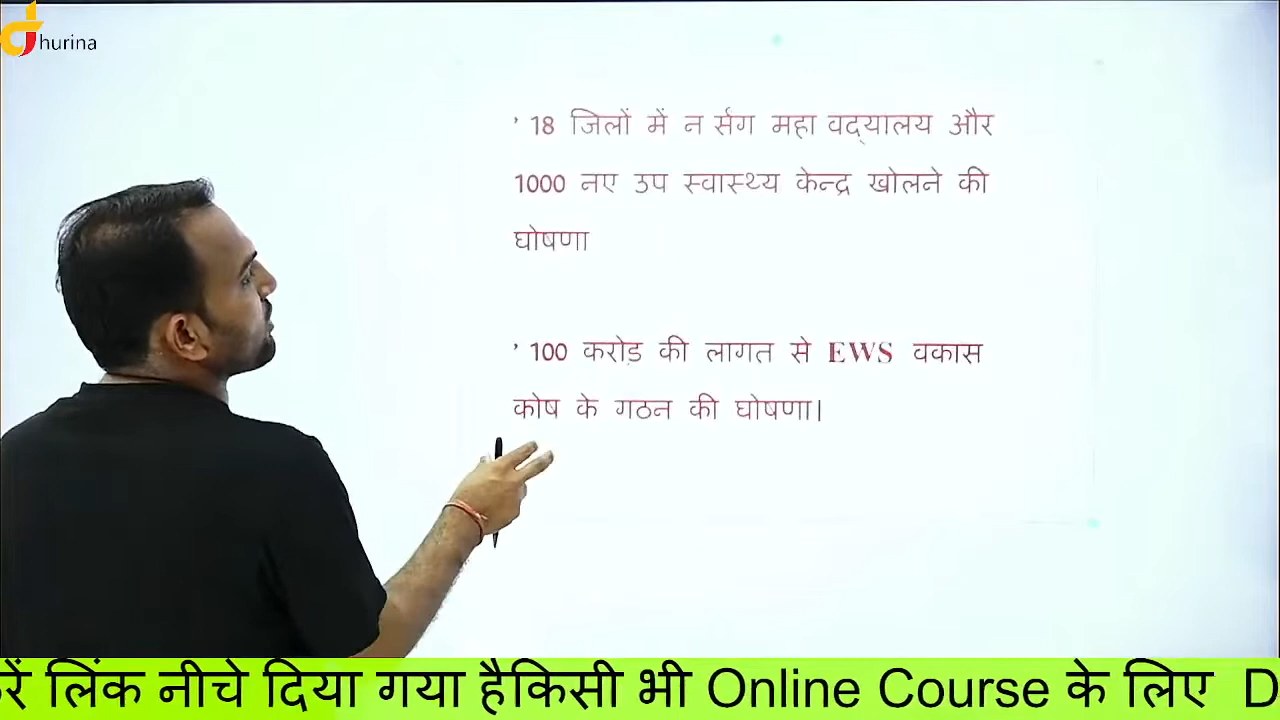 hurina
' 18 जिलों में न र्सग महा वद्यालय और
1000 नए उप स्वास्थ्य केन्द्र खोलने की
घोषणा
' 100 करोड़ की लागत से EWS वकास
कोष के गठन की घोषणा।
रें लिंक नीचे दिया गया हैकिसी भी Online Course के लिए D